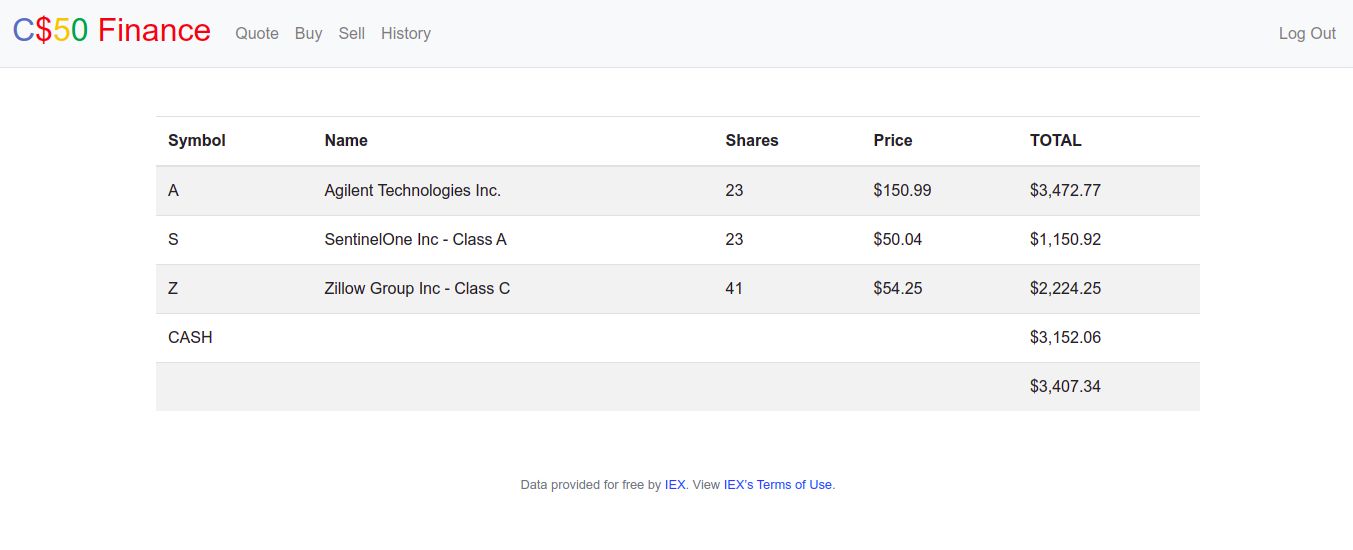 C$50 Finance Quote Buy Sell History Log Out
Symbol Name Shares Price TOTAL
A Agilent Technologies Inc. 23 $150.99 $3,472.77
S SentinelOne Inc - Class A 23 $50.04 $1,150.92
Z Zillow Group Inc - Class C 41 $54.25 $2,224.25
CASH $3,152.06
$3,407.34
Data provided for free by IEX. View IEX's Terms of Use.